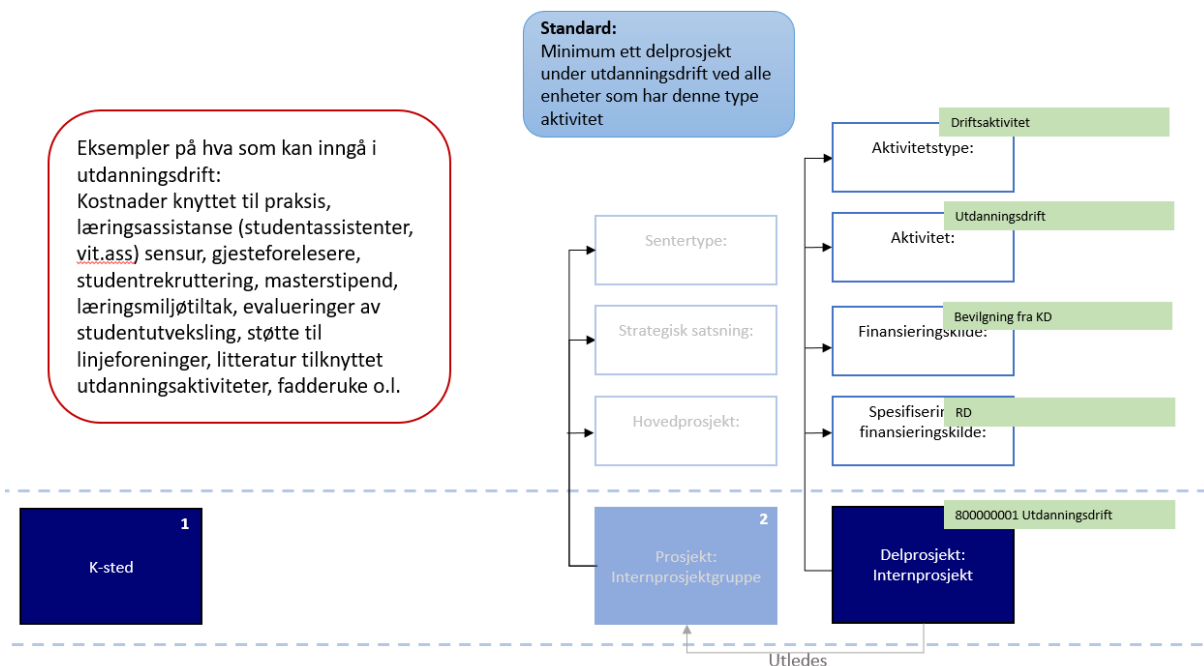 Standard:
Minimum ett delprosjekt
under utdanningsdrift ved alle
enheter som har denne type
aktivitet
Eksempler på hva som kan inngå i
utdanningsdrift:
Kostnader knyttet til praksis,
læringsassistanse (studentassistenter,
vit.ass) sensur, gjesteforelesere,
studentrekruttering, masterstipend,
læringsmiljøtiltak, evalueringer av
studentutveksling, støtte til
linjeforeninger, litteratur tilknyttet
utdanningsaktiviteter, fadderuke o.l.
Driftsaktivitet
Aktivitetstype:
Utdanningsdrift
Sentertype:
Aktivitet:
Bevilgning fra KD
Strategisk satsning:
Finansieringskilde:
Hovedprosjekt:
RD
finansieringskilde:
1
K-sted
2
Prosjekt:
Internprosjektgruppe
800000001 Utdanningsdrift
Delprosjekt:
Internprosjekt
Utledes